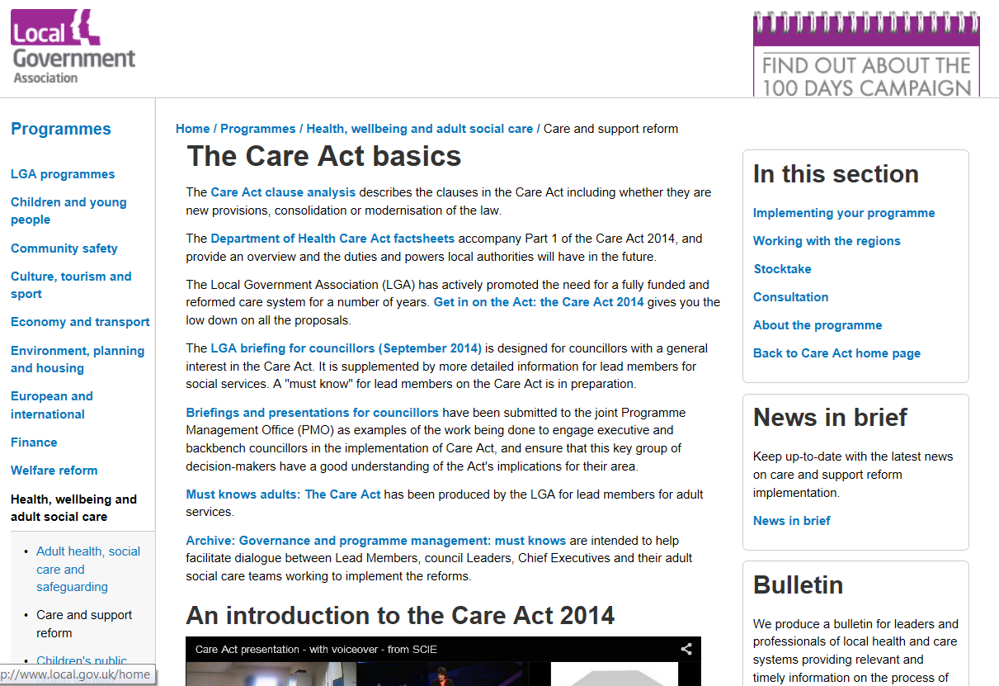 Local
Government
Association
FIND OUT ABOUT THE
100 DAYS CAMPAIGN
Programmes
LGA programmes
Children and young
people
Community safety
Culture, tourism and
sport
Economy and transport
Environment, planning
and housing
European and
international
Finance
Welfare reform
Health, wellbeing and
adult social care
• Adult health, social
care and
safeguarding
• Care and support
reform
• Children's public
p://www.local.gov.uk/home
Home / Programmes / Health, wellbeing and adult social care / Care and support reform
The Care Act basics
The Care Act clause analysis describes the clauses in the Care Act including whether they are
new provisions, consolidation or modernisation of the law.
The Department of Health Care Act factsheets accompany Part 1 of the Care Act 2014, and
provide an overview and the duties and powers local authorities will have in the future.
The Local Government Association (LGA) has actively promoted the need for a fully funded and
reformed care system for a number of years. Get in on the Act: the Care Act 2014 gives you the
low down on all the proposals.
The LGA briefing for councillors (September 2014) is designed for councillors with a general
interest in the Care Act. It is supplemented by more detailed information for lead members for
social services. A "must know" for lead members on the Care Act is in preparation.
Briefings and presentations for councillors have been submitted to the joint Programme
Management Office (PMO) as examples of the work being done to engage executive and
backbench councillors in the implementation of Care Act, and ensure that this key group of
decision-makers have a good understanding of the Act's implications for their area.
Must knows adults: The Care Act has been produced by the LGA for lead members for adult
services.
Archive: Governance and programme management: must knows are intended to help
facilitate dialogue between Lead Members, council Leaders, Chief Executives and their adult
social care teams working to implement the reforms.
An introduction to the Care Act 2014
Care Act presentation - with voiceover - from SCIE
In this section
Implementing your programme
Working with the regions
Stocktake
Consultation
About the programme
Back to Care Act home page
News in brief
Keep up-to-date with the latest news
on care and support reform
implementation.
News in brief
Bulletin
We produce a bulletin for leaders and
professionals of local health and care
systems providing relevant and
timely information on the process of